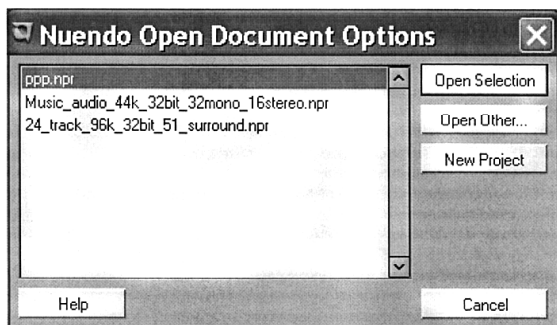 Nuendo Open Document Options
ppp.npr
Music_audio_44k_32bit_32mono_16stereo.npr
24_track_96k_32bit_51_surround.npr
Open Selection
Open Other...
New Project
Help
Cancel